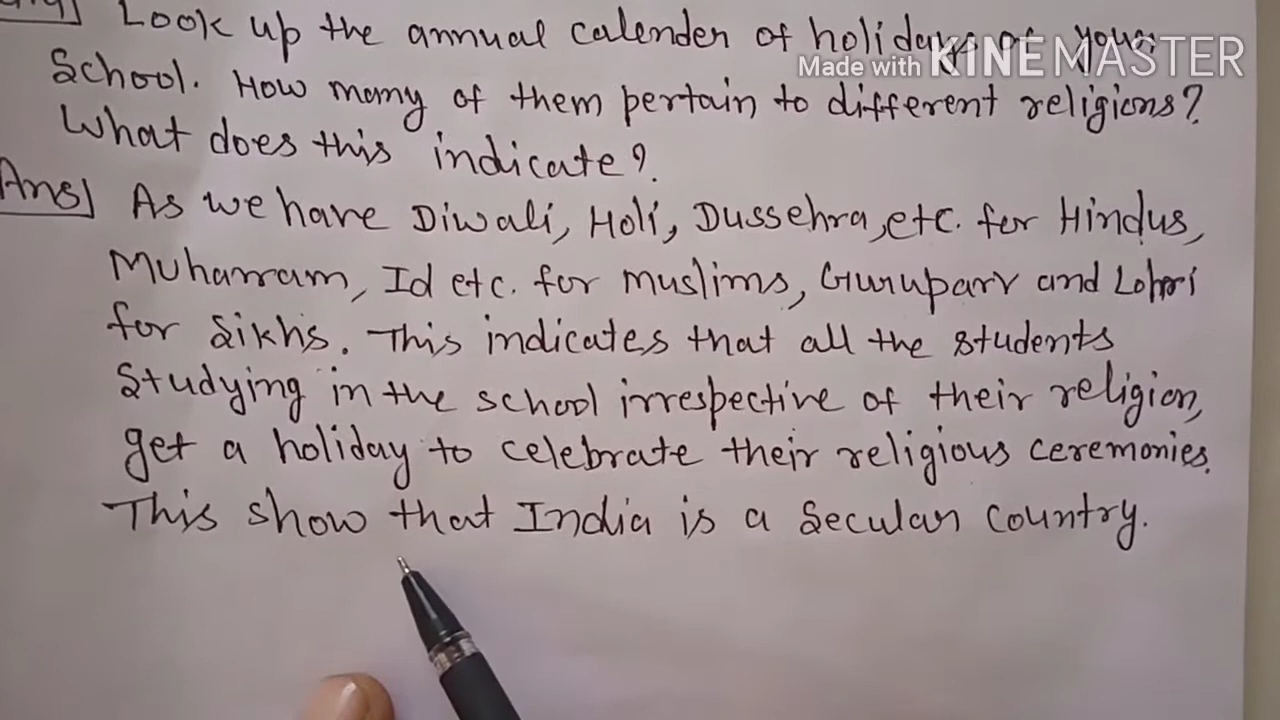 Look up the annual calender of holidays of your
School. How many of them pertain to different religions?
What does this indicate?
Ans] As we have Diwali, Holi, Dussehra, etc. for Hindus,
Muharram, Id etc. for Muslims, Guruparv and Lohri
for Sikhs. This indicates that all the students
Studying in the school irrespective of their religion,
get a holiday to celebrate their religious ceremonies.
This show that India is a Secular country.
Made with KINEMASTER